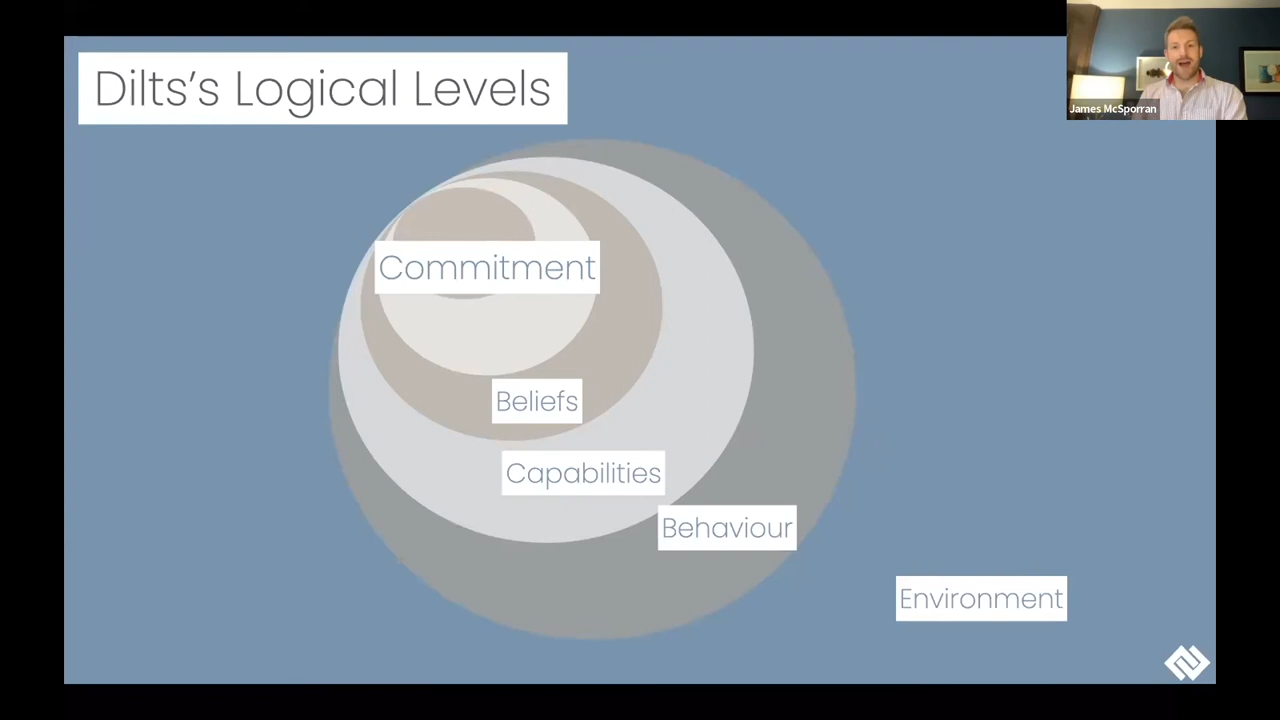 Dilts's Logical Levels
James McSporran
Commitment
Beliefs
Capabilities
Behaviour
Environment